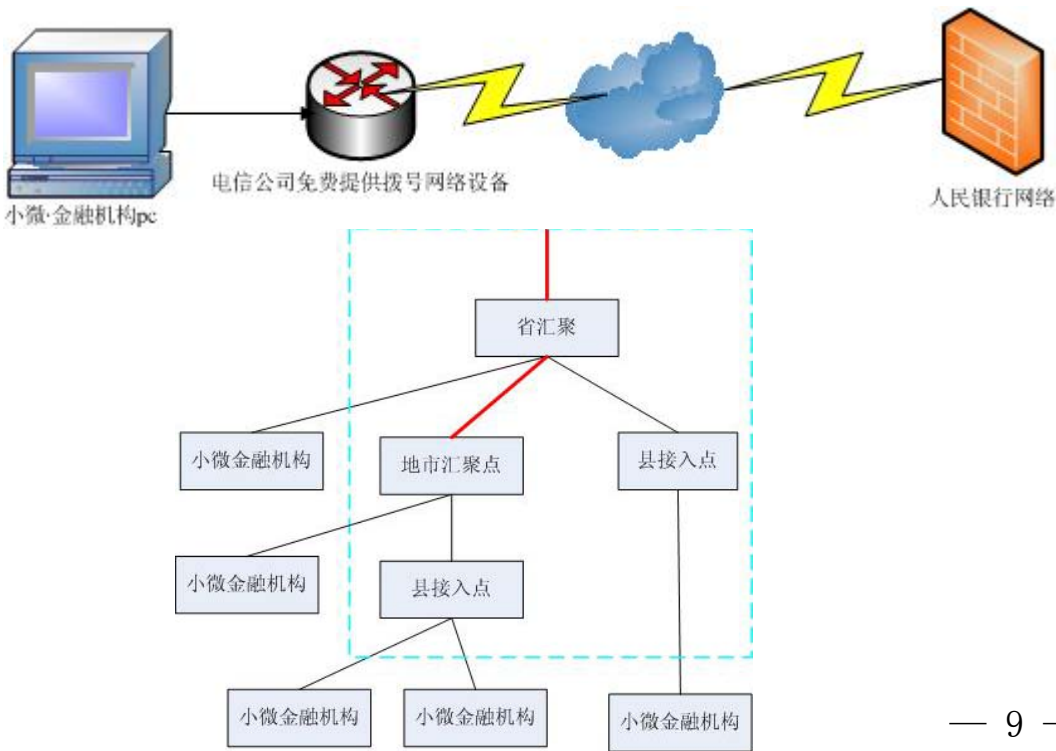 电信公司免费提供拨号网络设备
小微·金融机构pc
人民银行网络
省汇聚
小微金融机构
地市汇聚点
县接入点
小微金融机构
县接入点
小微金融机构
小微金融机构
小微金融机构
— 9 —